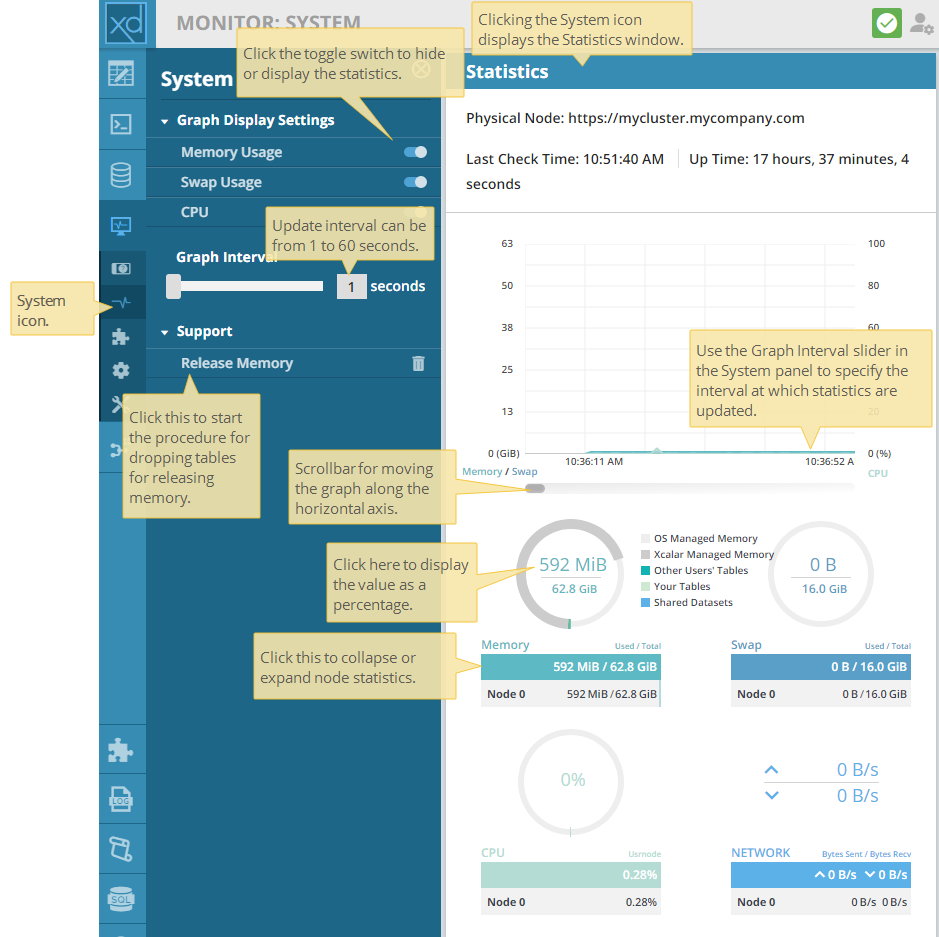 xd
MONITOR: SYSTEM
Clicking the System icon
displays the Statistics window.
Click the toggle switch to hide
or display the statistics.
System
Statistics
Graph Display Settings
Memory Usage
Swap Usage
CPU
Physical Node: https://mycluster.mycompany.com
Last Check Time: 10:51:40 AM
Up Time: 17 hours, 37 minutes, 4
seconds
Update interval can be
from 1 to 60 seconds.
Graph Interval
1 seconds
System
icon.
Support
Release Memory
Click this to start
the procedure for
dropping tables
for releasing
memory.
63
50
38
25
13
0 (GiB)
100
80
60
20
0 (%)
Use the Graph Interval slider in
the System panel to specify the
interval at which statistics are
updated.
10:36:11 AM
10:36:52 A
Memory / Swap
CPU
Scrollbar for moving
the graph along the
horizontal axis.
Click here to display
the value as a
percentage.
592 MiB
62.8 GiB
OS Managed Memory
Xcalar Managed Memory
Other Users' Tables
Your Tables
Shared Datasets
0 B
16.0 GiB
Click this to collapse or
expand node statistics.
Memory
Used / Total
592 MiB / 62.8 GiB
Node 0
592 MiB / 62.8 GiB
Swap
Used / Total
0 B / 16.0 GiB
Node 0
0 B / 16.0 GiB
0%
0 B/s
0 B/s
CPU
Usrnode
0.28%
Node 0
0.28%
NETWORK
Bytes Sent / Bytes Recv
0 B/s
0 B/s
Node 0
0 B/s 0 B/s
LOG
SQL